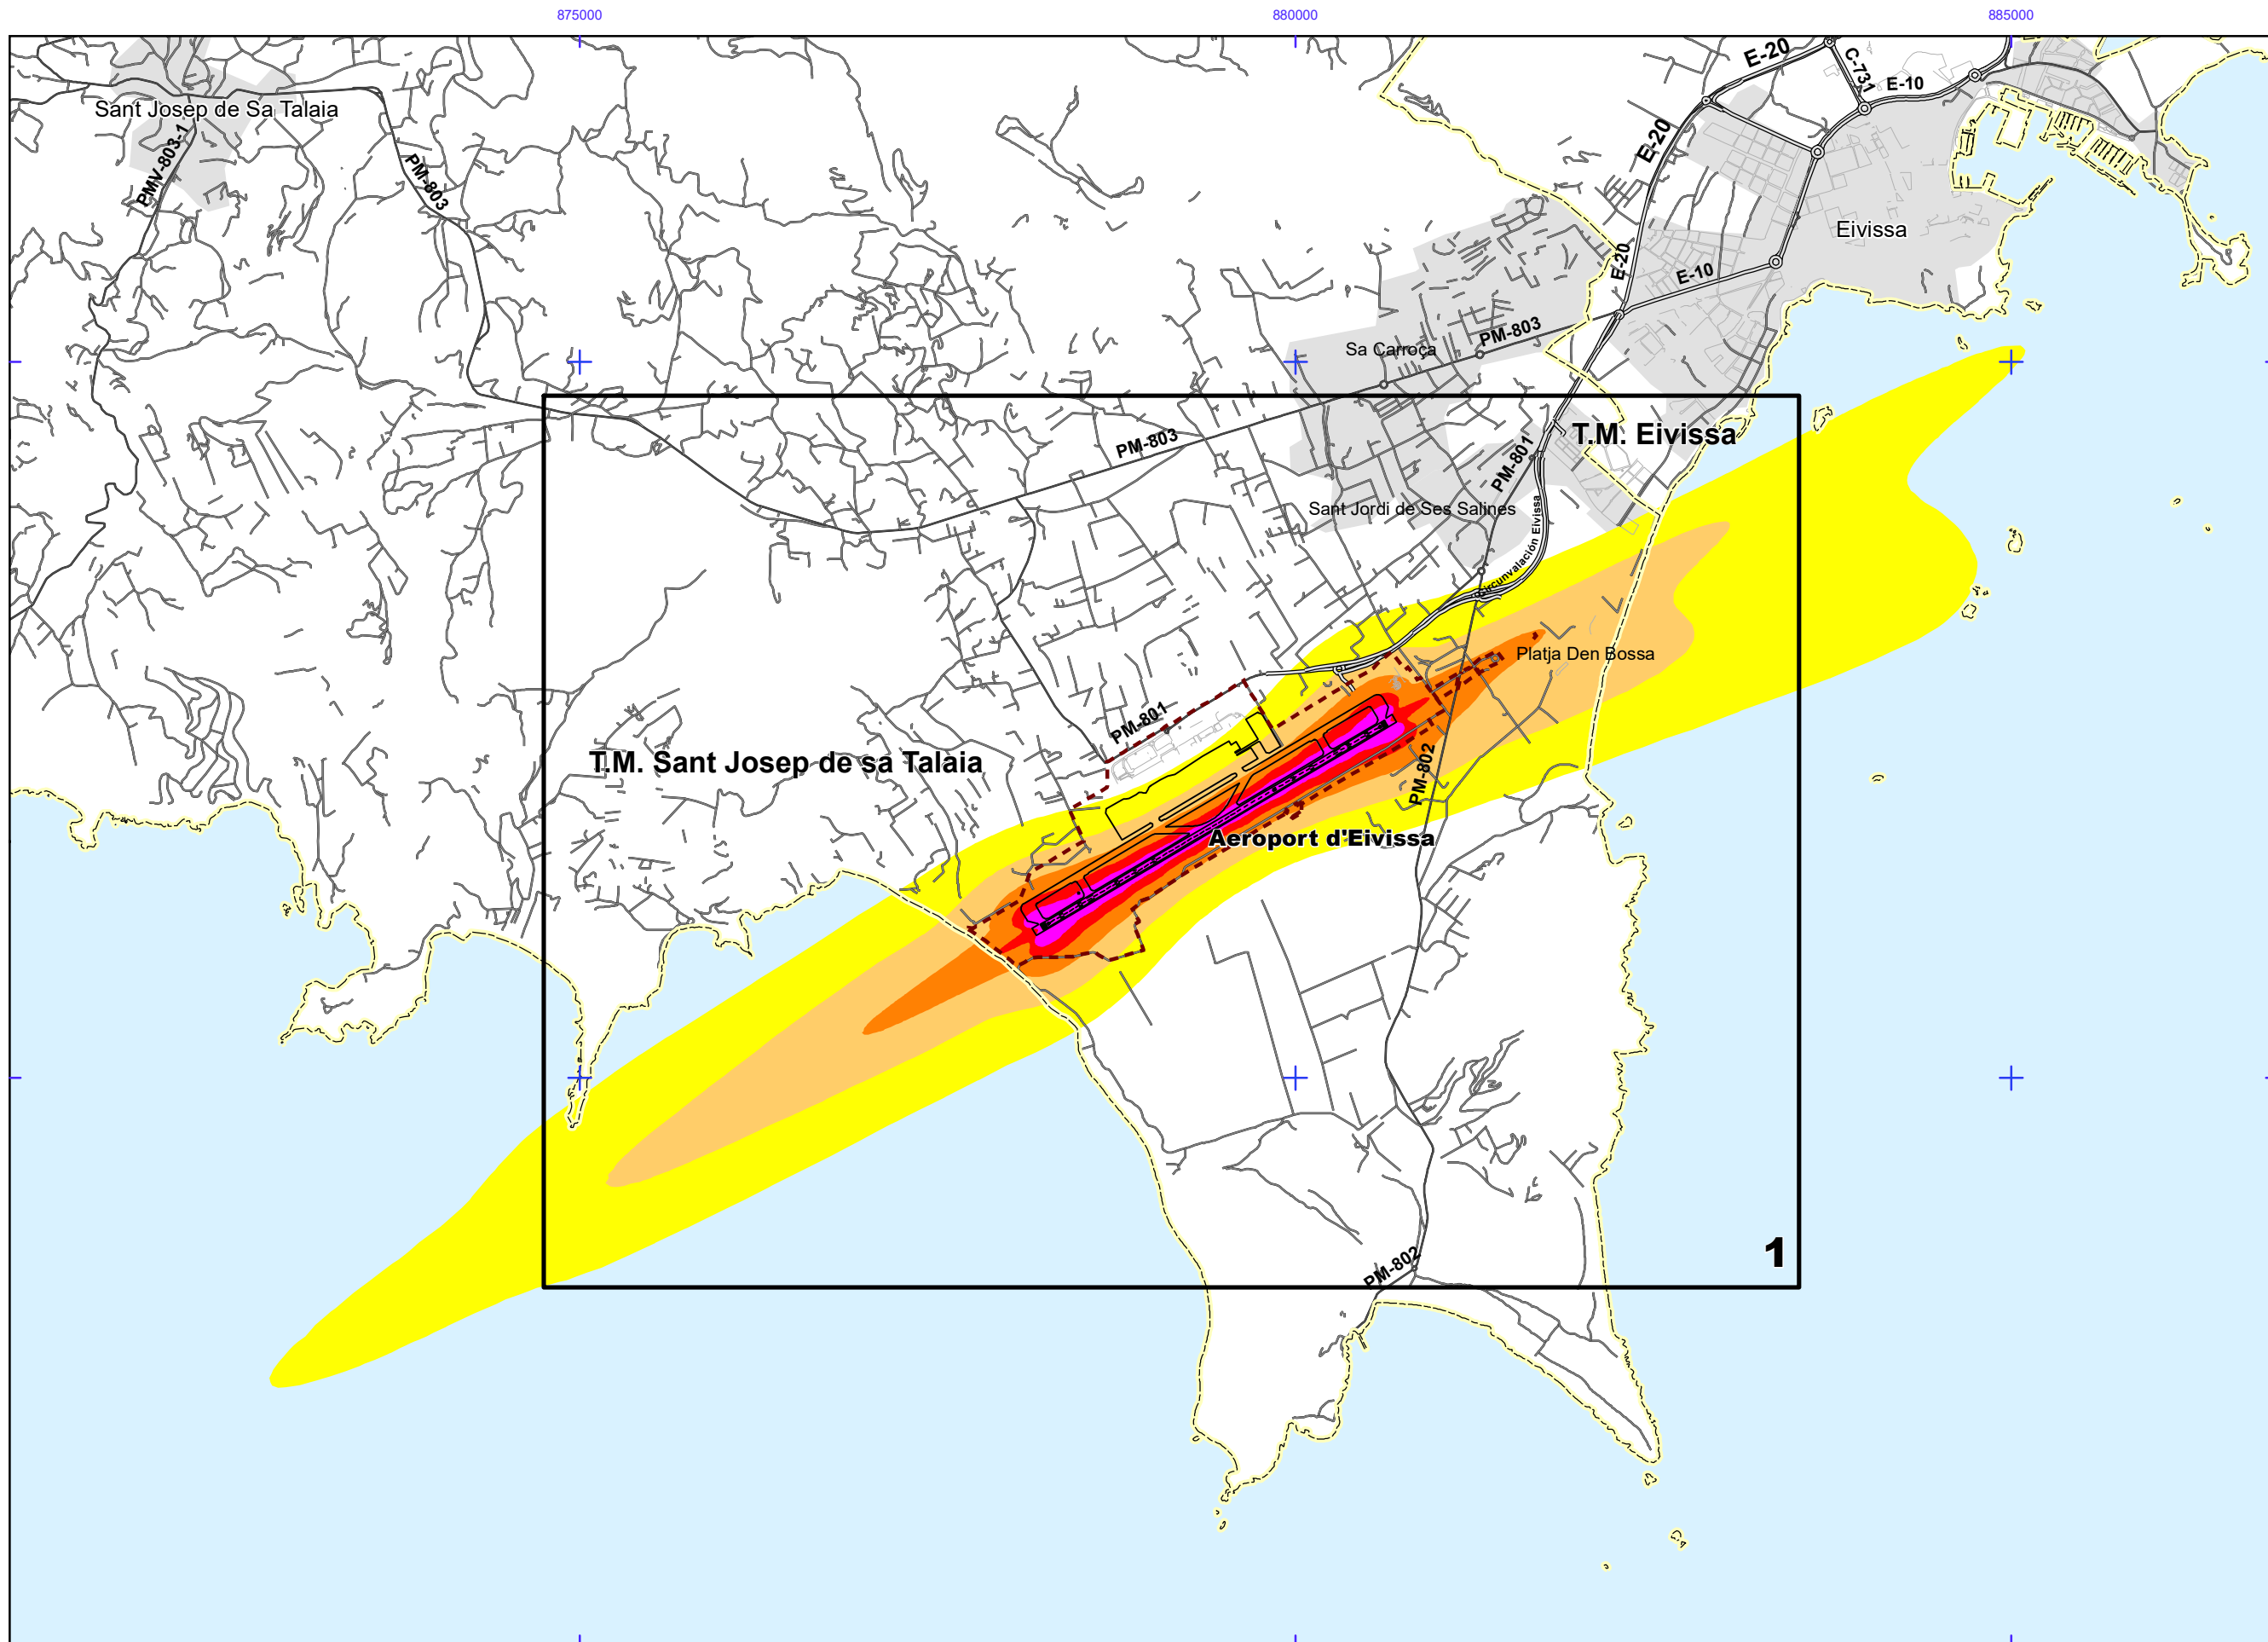 875000
880000
885000
E-20
C-731
E-10
Sant Josep de Sa Talaia
PMV-803-1
PM-803
E-20
Eivissa
E-20
E-10
PM-803
Sa Carroca
T.M. Eivissa
PM-803
PM-801
Sant Jordi de Ses Salines
Circunvalación Eivissa
Platja Den Bossa
PM-801
T.M. Sant Josep de sa Talaia
PM-802
Aeroport d'Eivissa
1
PM-802